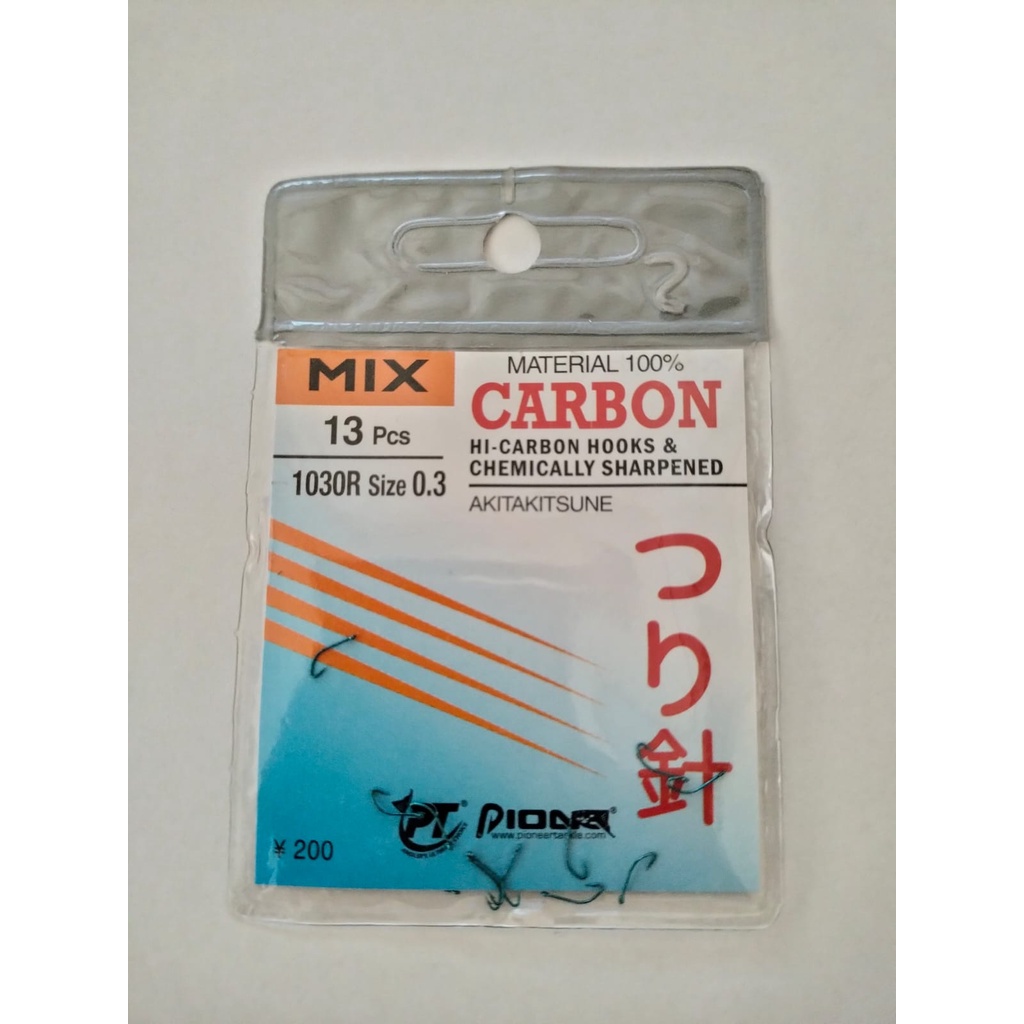 MIX
13 Pcs
1030R Size 0.3
MATERIAL 100%
CARBON
HI-CARBON HOOKS &
CHEMICALLY SHARPENED
AKITAKITSUNE
つり針
PT®
PIONEER®
¥ 200